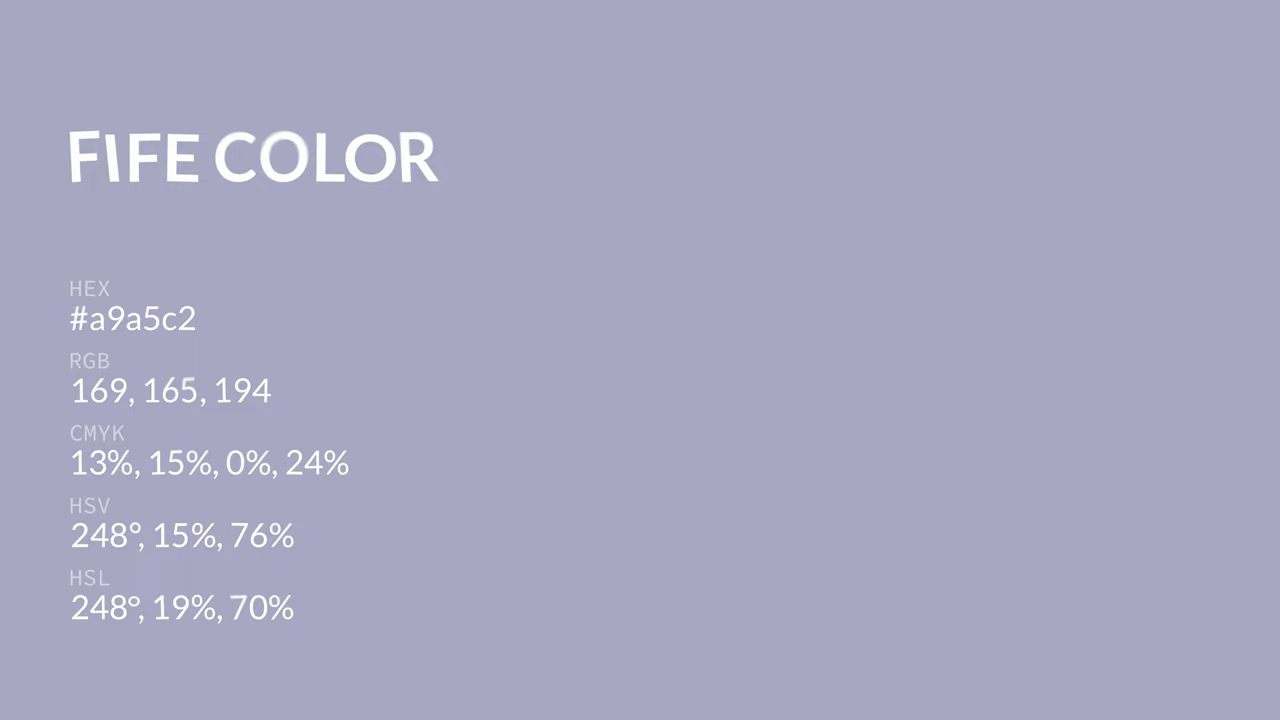 FIFE COLOR
HEX
#a9a5c2
RGB
169, 165, 194
CMYK
13%, 15%, 0%, 24%
HSV
248°, 15%, 76%
HSL
248°, 19%, 70%